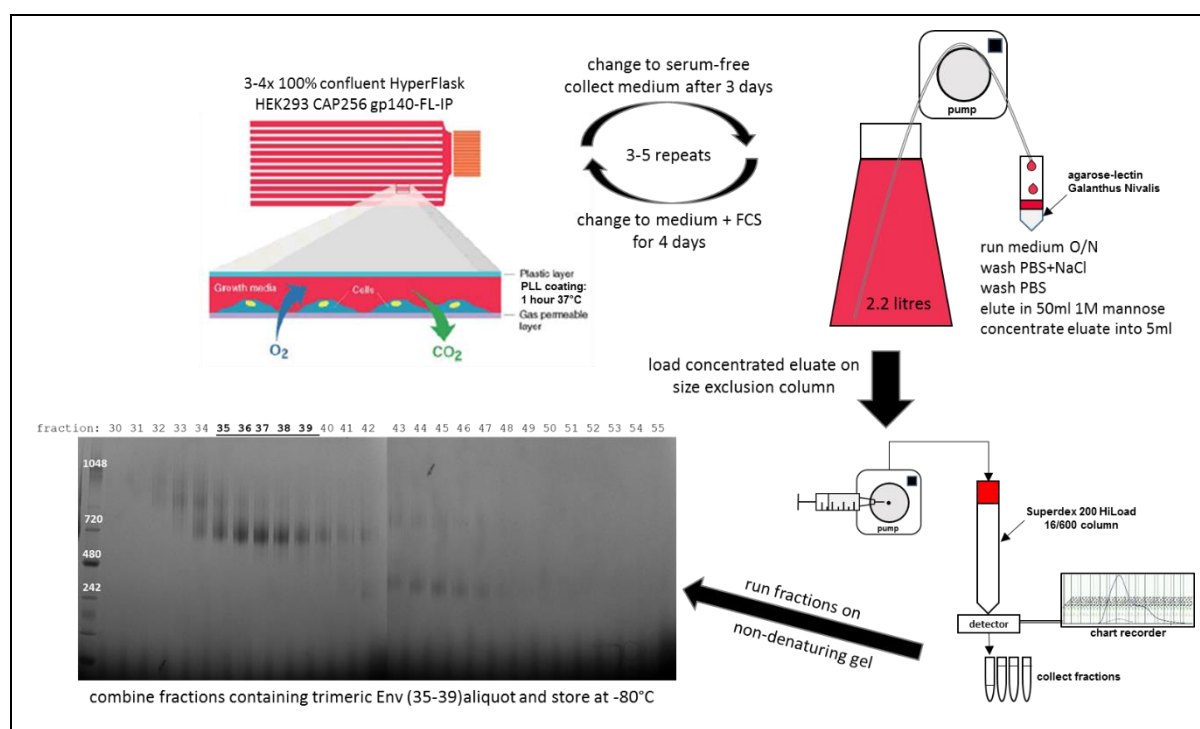 3-4x 100% confluent HyperFlask
HEK293 CAP256 gp140-FL-IP
Plastic layer
PLL coating:
1 hour 37°C
Growth media
Cells
Gas permeable
layer
O2
CO2
change to serum-free
collect medium after 3 days
3-5 repeats
change to medium + FCS
for 4 days
pump
agarose-lectin
Galanthus Nivalis
2.2 litres
run medium O/N
wash PBS+NaCl
wash PBS
elute in 50ml 1M mannose
concentrate eluate into 5ml
load concentrated eluate on
size exclusion column
pump
Superdex 200 HiLoad
16/600 column
detector
chart recorder
collect fractions
run fractions on
non-denaturing gel
fraction: 30 31 32 33 34 35 36 37 38 39 40 41 42 43 44 45 46 47 48 49 50 51 52 53 54 55
1048
720
480
242
combine fractions containing trimeric Env (35-39)aliquot and store at -80°C